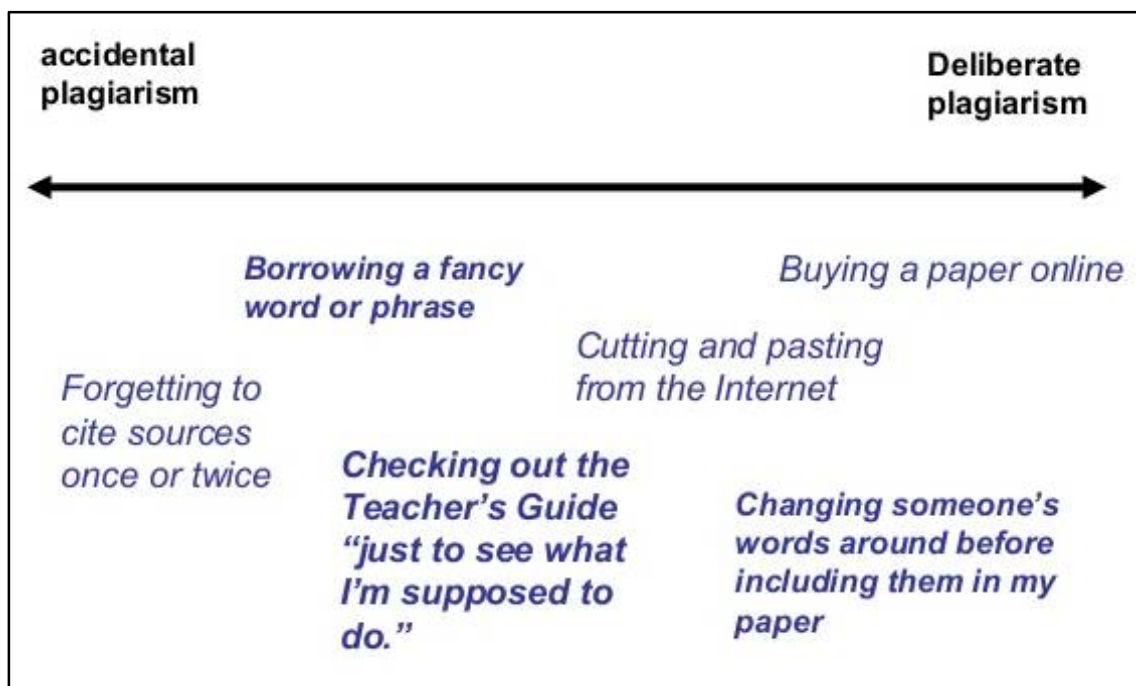 accidental
plagiarism
Deliberate
plagiarism
Borrowing a fancy
word or phrase
Buying a paper online
Cutting and pasting
from the Internet
Forgetting to
cite sources
once or twice
Checking out the
Teacher’s Guide
“just to see what
I’m supposed to
do.”
Changing someone’s
words around before
including them in my
paper